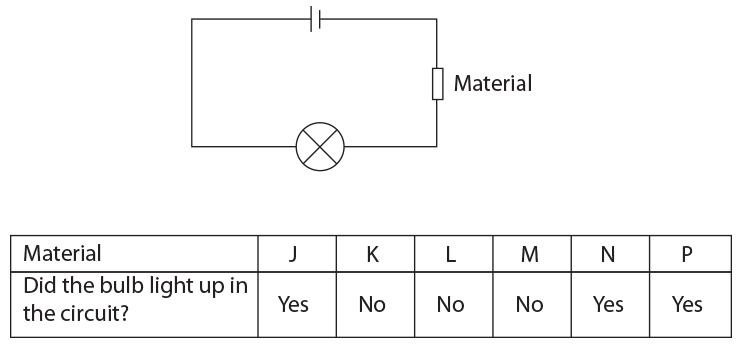 Material
Material J K L M N P
Did the bulb light up in
the circuit? Yes No No No Yes Yes